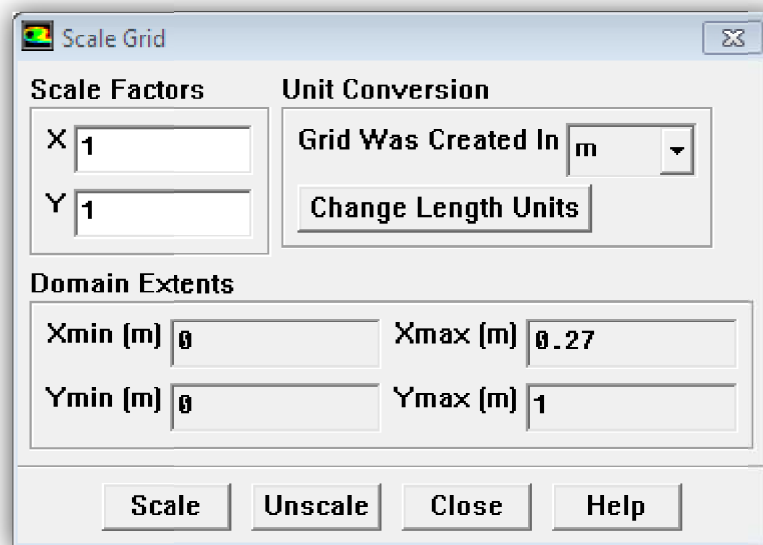 Scale Grid
Scale Factors
Unit Conversion
X 1
Grid Was Created In m
Y 1
Change Length Units
Domain Extents
Xmin (m) 0
Xmax (m) 0.27
Ymin (m) 0
Ymax (m) 1
Scale
Unscale
Close
Help